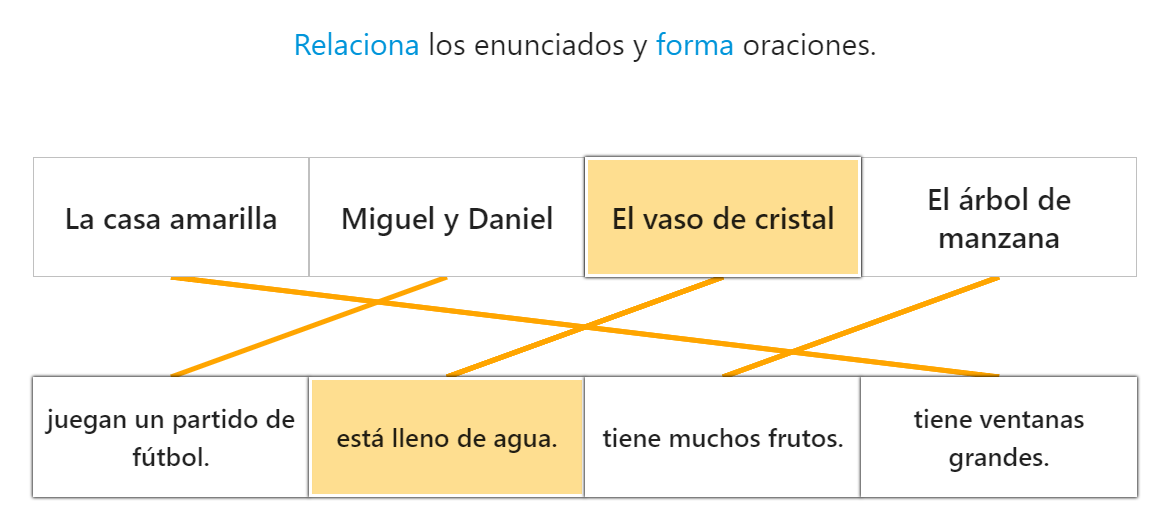 Relaciona los enunciados y forma oraciones.
La casa amarilla
Miguel y Daniel
El vaso de cristal
El árbol de
manzana
juegan un partido de
fútbol.
está lleno de agua.
tiene muchos frutos.
tiene ventanas
grandes.